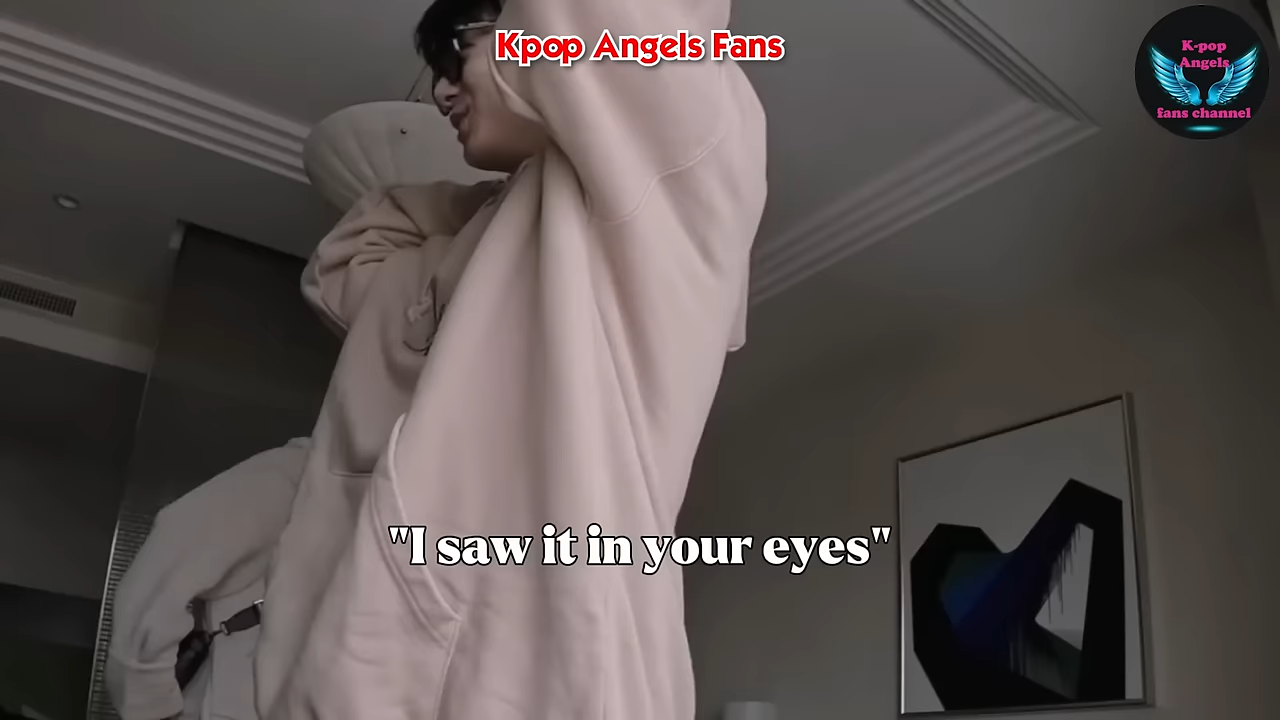 Kpop Angels Fans
K-pop
Angels
fans channel
"I saw it in your eyes"